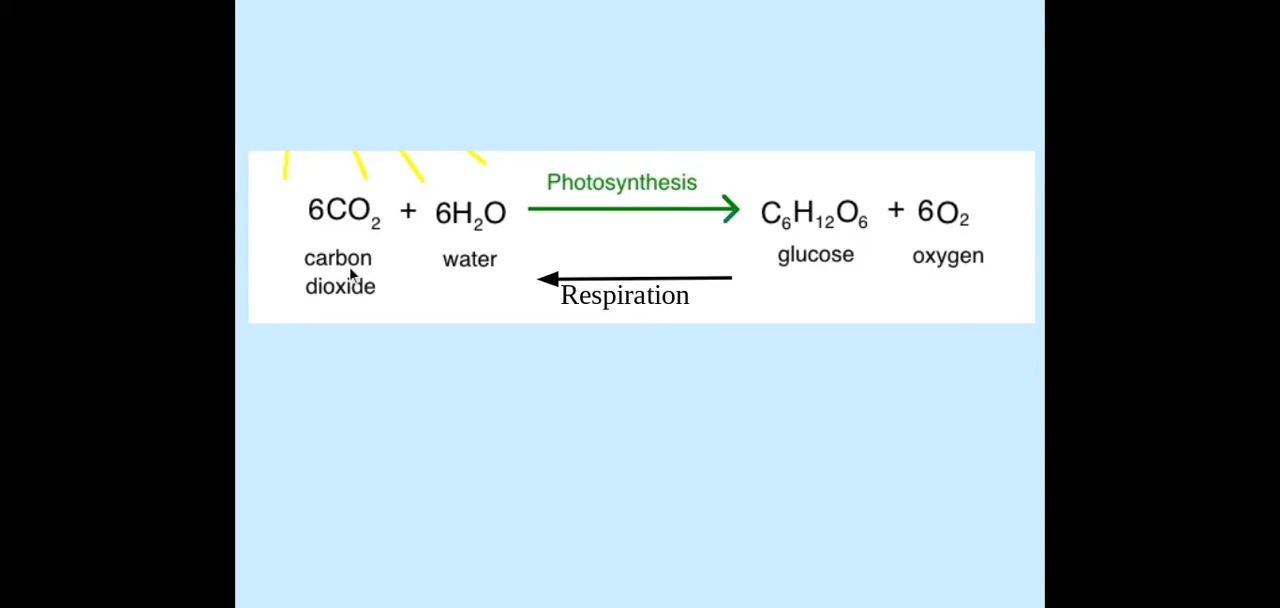 Photosynthesis
6CO₂ + 6H₂O C₆H₁₂O₆ + 6O₂
carbon dioxide water glucose oxygen
Respiration